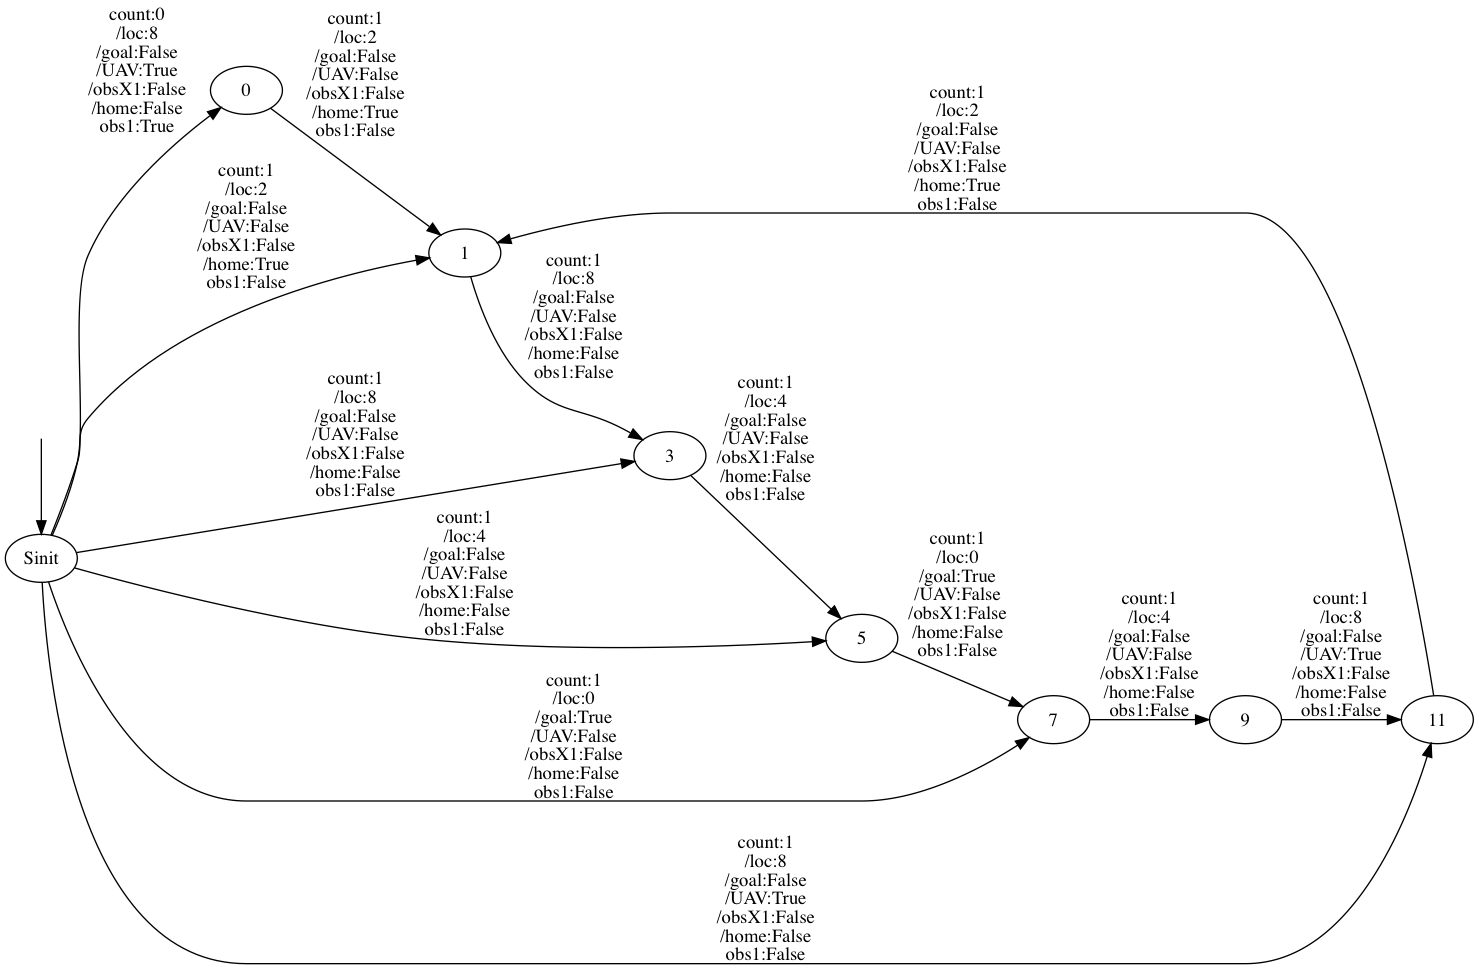 count:0
/loc:8
/goal:False
/UAV:True
/obsX1:False
/home:False
obs1:True
count:1
/loc:2
/goal:False
/UAV:False
/obsX1:False
/home:True
obs1:False
0
count:1
/loc:2
/goal:False
/UAV:False
/obsX1:False
/home:True
obs1:False
count:1
/loc:2
/goal:False
/UAV:False
/obsX1:False
/home:True
obs1:False
1
count:1
/loc:8
/goal:False
/UAV:False
/obsX1:False
/home:False
obs1:False
count:1
/loc:8
/goal:False
/UAV:False
/obsX1:False
/home:False
obs1:False
3
count:1
/loc:4
/goal:False
/UAV:False
/obsX1:False
/home:False
obs1:False
Sinit
count:1
/loc:4
/goal:False
/UAV:False
/obsX1:False
/home:False
obs1:False
5
count:1
/loc:0
/goal:True
/UAV:False
/obsX1:False
/home:False
obs1:False
count:1
/loc:4
/goal:False
/UAV:False
/obsX1:False
/home:False
obs1:False
count:1
/loc:8
/goal:False
/UAV:True
/obsX1:False
/home:False
obs1:False
7
9
11
count:1
/loc:0
/goal:True
/UAV:False
/obsX1:False
/home:False
obs1:False
count:1
/loc:8
/goal:False
/UAV:True
/obsX1:False
/home:False
obs1:False